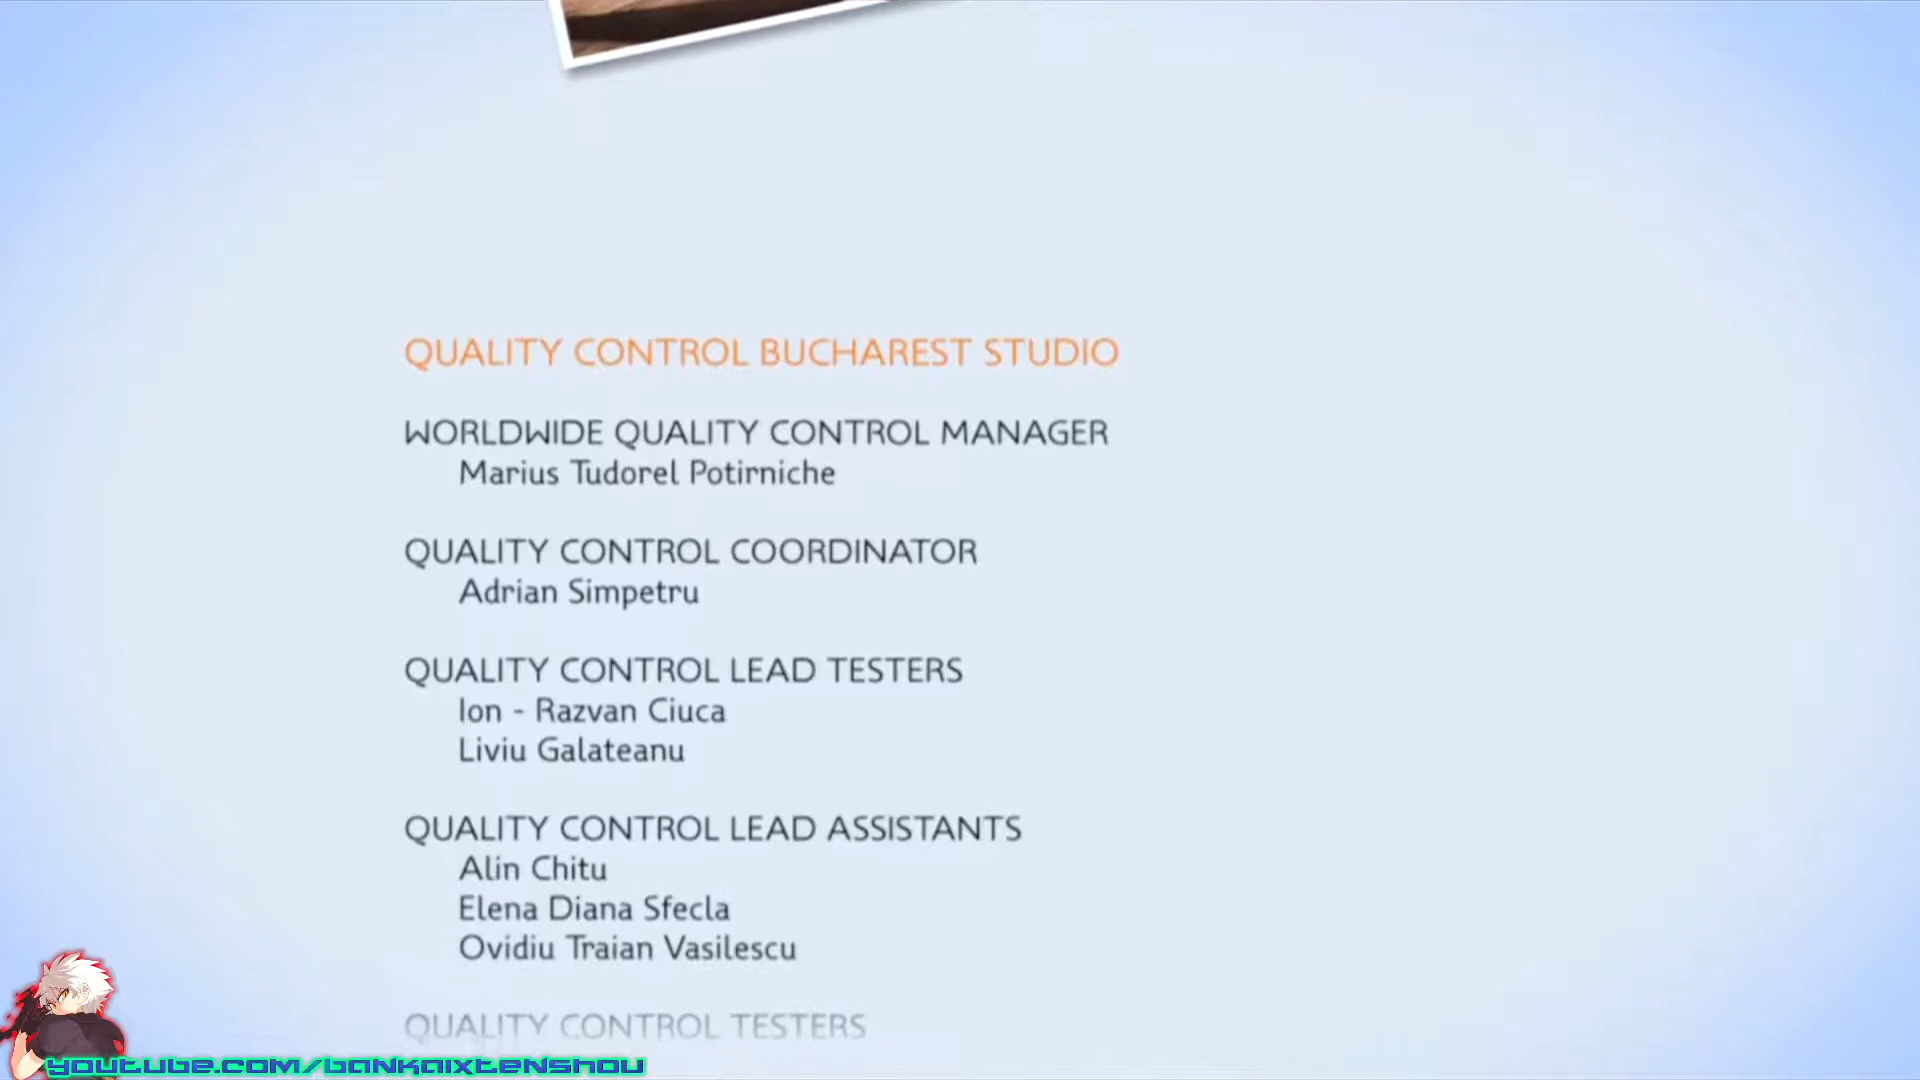 QUALITY CONTROL BUCHAREST STUDIO
WORLDWIDE QUALITY CONTROL MANAGER
Marius Tudorel Potirniche
QUALITY CONTROL COORDINATOR
Adrian Simpetru
QUALITY CONTROL LEAD TESTERS
Ion - Razvan Ciuca
Liviu Galateanu
QUALITY CONTROL LEAD ASSISTANTS
Alin Chitu
Elena Diana Sfecla
Ovidiu Traian Vasilescu
QUALITY CONTROL TESTERS
youtube.com/bankaixtenshou